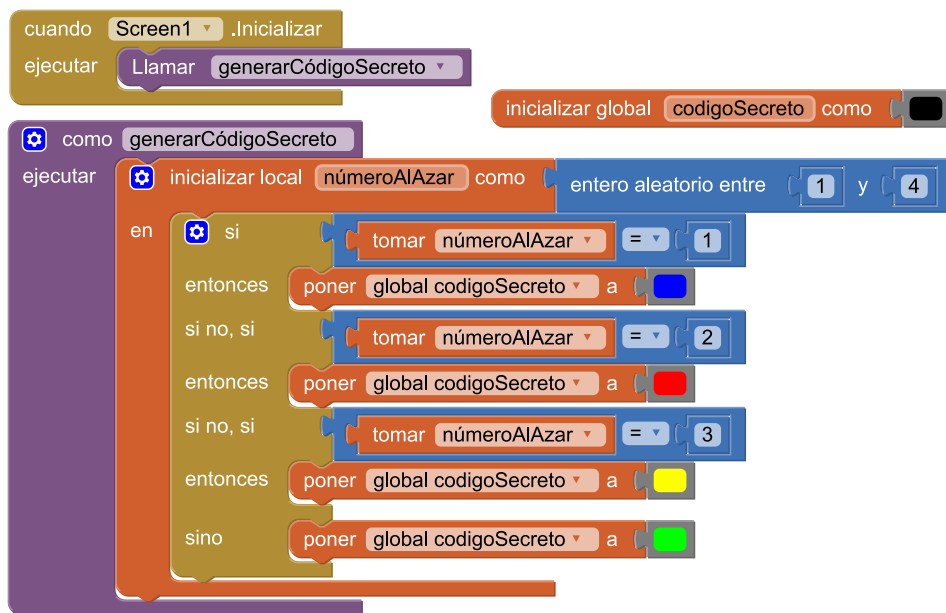 cuando Screen1 .Inicializar
ejecutar Llamar generarCódigoSecreto
inicializar global codigoSecreto como
como generarCódigoSecreto
ejecutar inicializar local númeroAlAzar como entero aleatorio entre 1 y 4
en si tomar númeroAlAzar = 1
entonces poner global codigoSecreto a
si no, si tomar númeroAlAzar = 2
entonces poner global codigoSecreto a
si no, si tomar númeroAlAzar = 3
entonces poner global codigoSecreto a
sino poner global codigoSecreto a